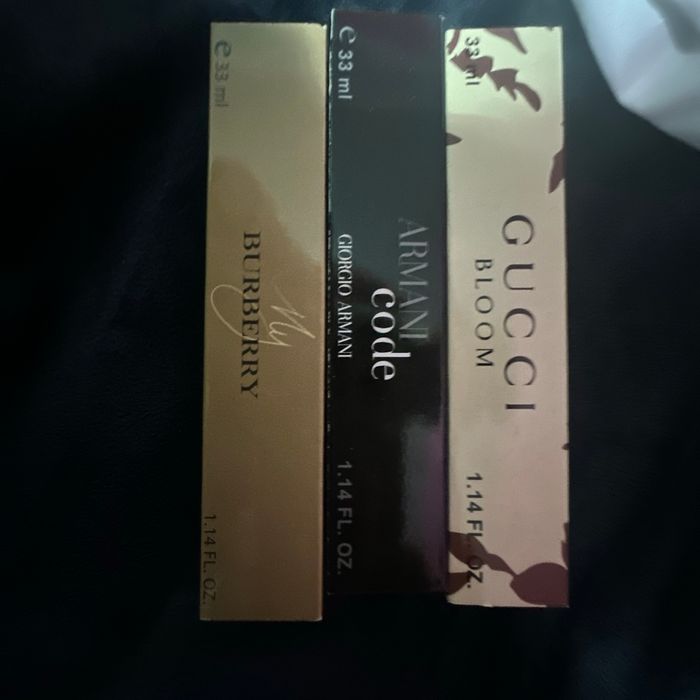 e 33 ml
My
BURBERRY
1.14 FL. OZ.
e 33 ml
ARMANI
code
GIORGIO ARMANI
1.14 FL. OZ.
33 ml
GUCCI
BLOOM
1.14 FL. OZ.